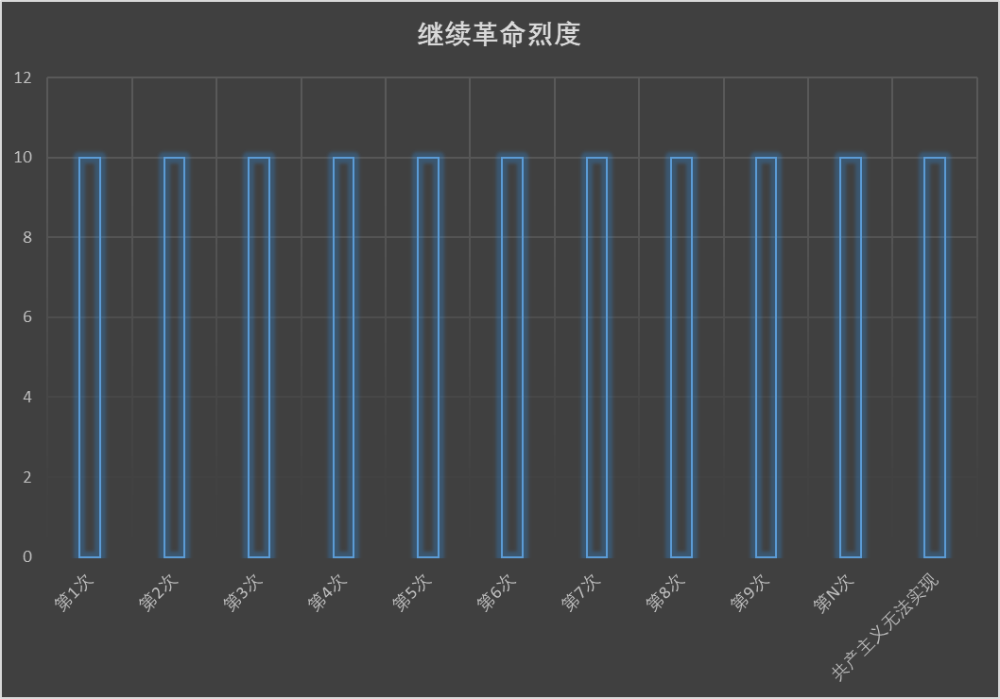 继续革命烈度
12
10
8
6
4
2
0
第1次
第2次
第3次
第4次
第5次
第6次
第7次
第8次
第9次
第N次
共产主义无法实现